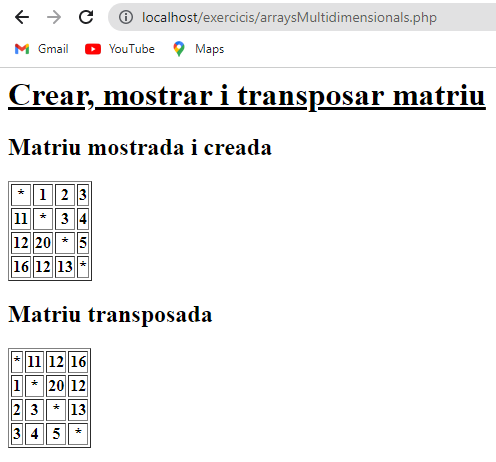 localhost/exercicis/arraysMultidimensionals.php
Gmail YouTube Maps
Crear, mostrar i transposar matriu
Matriu mostrada i creada
* 1 2 3
11 * 3 4
12 20 * 5
16 12 13 *
Matriu transposada
* 11 12 16
1 * 20 12
2 3 * 13
3 4 5 *